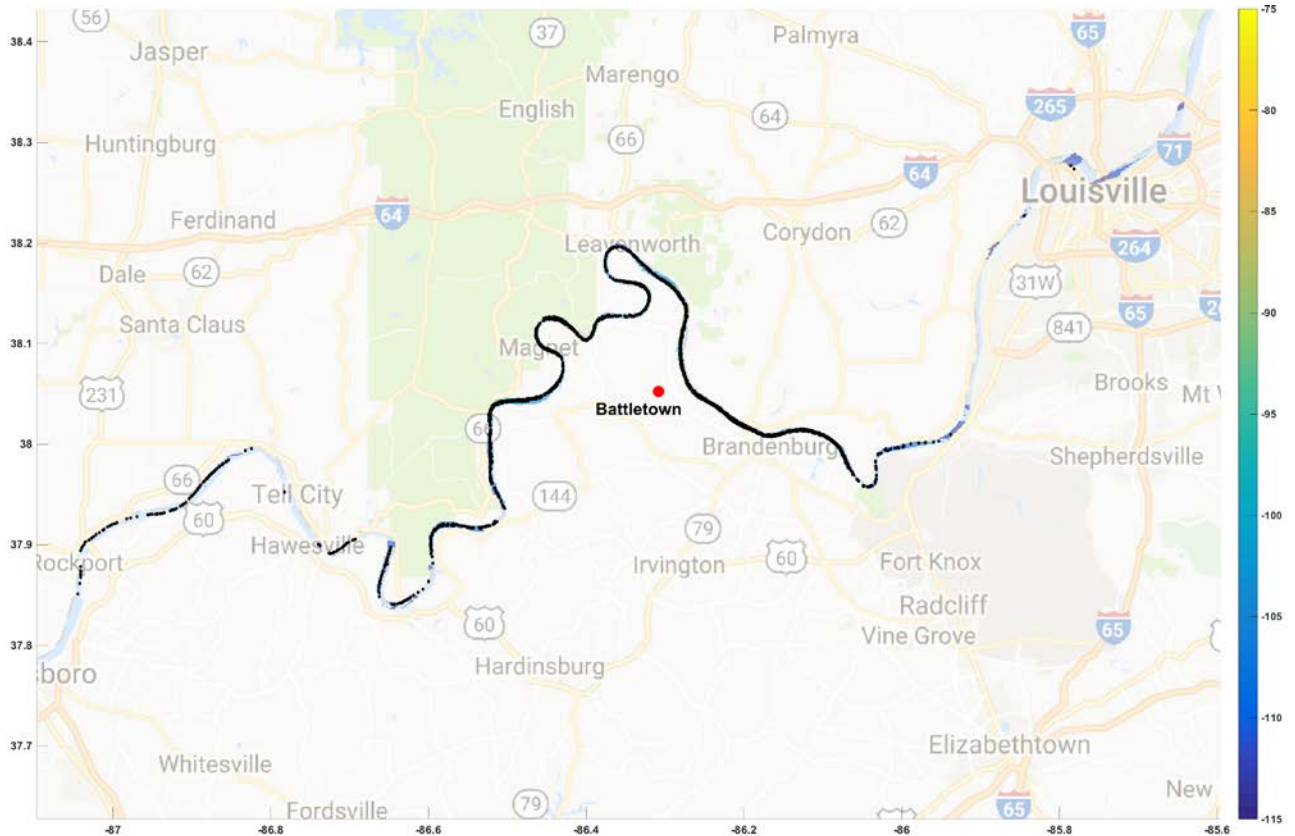 56
37
65
-75
38.4
Jasper
Palmyra
Marengo
-80
English
265
64
38.3
Huntingburg
66
71
64
Louisville
-85
Ferdinand
64
62
38.2
Leavenworth
Corydon
264
Dale
62
-90
31W
65
Santa Claus
841
38.1
Magnet
-95
231
Brooks
Battletown
38
66
Brandenburg
Shepherdsville
66
-100
Tell City
144
60
79
37.9
Hawesville
Rockport
Irvington
60
Fort Knox
-105
Radcliff
60
65
Vine Grove
37.8
Hardinsburg
sboro
-110
37.7
Elizabethtown
Whitesville
New
79
65
Fordsville
-115
-87
-86.8
-86.6
-86.4
-86.2
-86
-85.8
-85.6